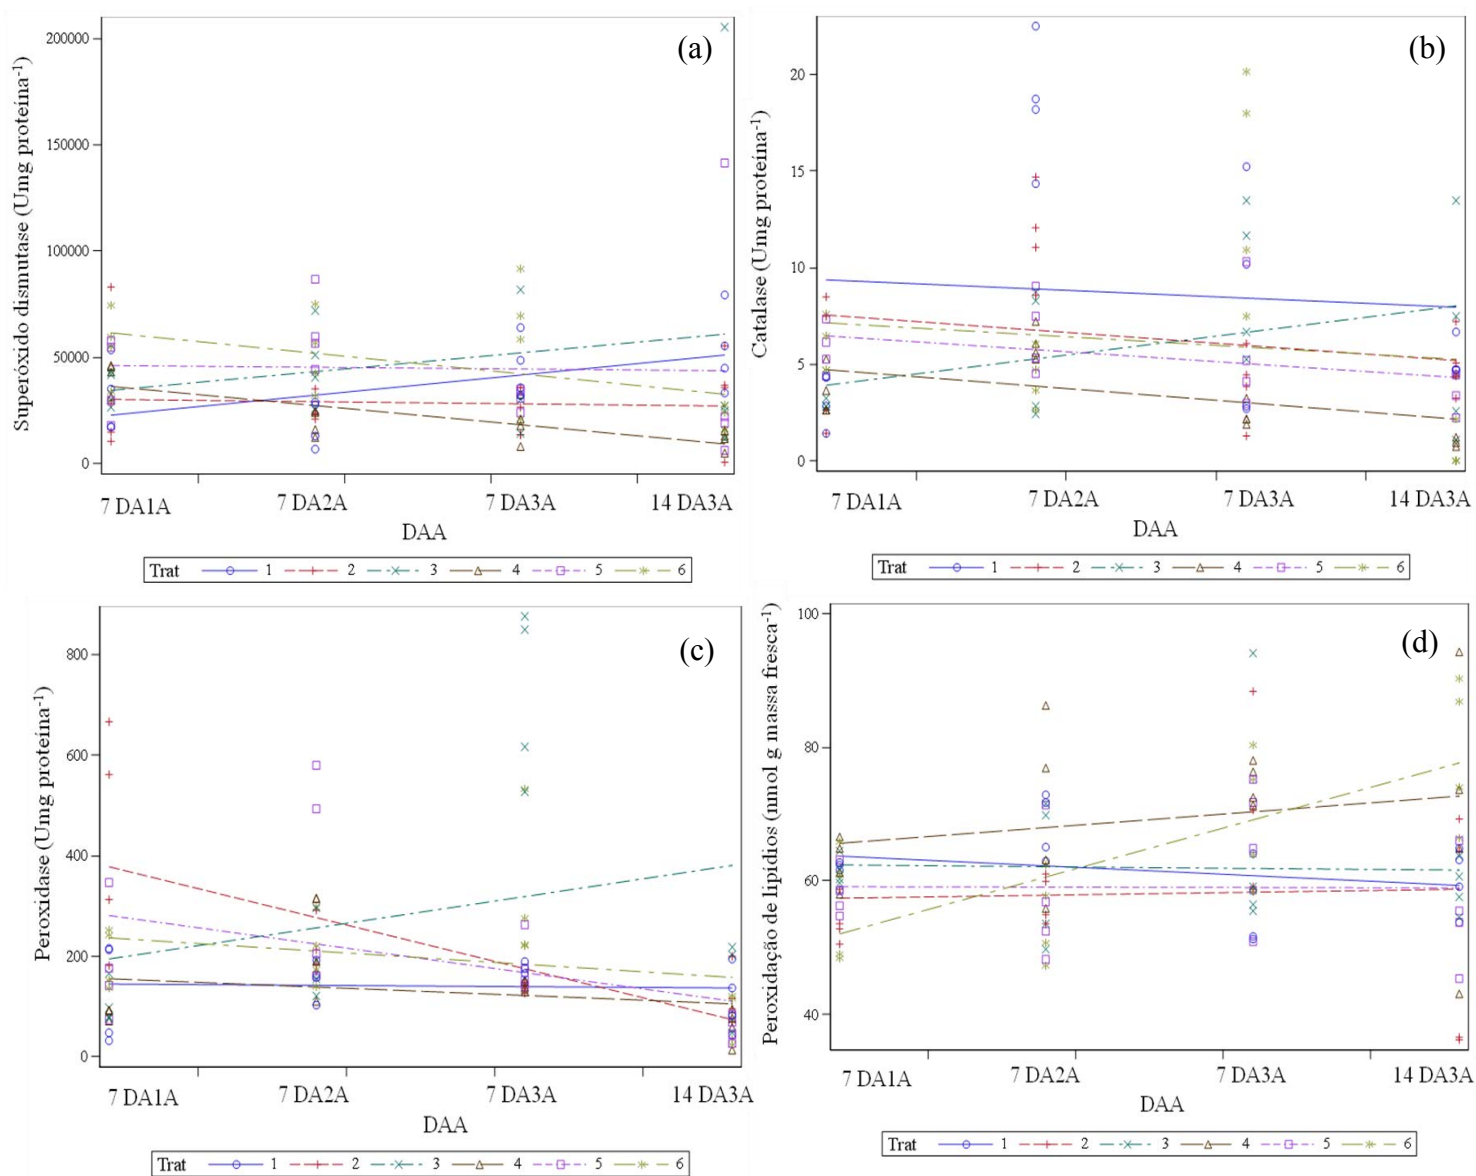 (a)
Superóxido dismutase (Umg proteína-1)
200000
150000
100000
50000
0
7 DA1A 7 DA2A 7 DA3A 14 DA3A
DAA
Trat 1 2 3 4 5 6
(b)
Catalase (Umg proteína-1)
20
15
10
5
0
7 DA1A 7 DA2A 7 DA3A 14 DA3A
DAA
Trat 1 2 3 4 5 6
(c)
Peroxidase (Umg proteína-1)
800
600
400
200
0
7 DA1A 7 DA2A 7 DA3A 14 DA3A
DAA
Trat 1 2 3 4 5 6
(d)
Peroxidação de lipídios (nmol g massa fresca-1)
100
80
60
40
7 DA1A 7 DA2A 7 DA3A 14 DA3A
DAA
Trat 1 2 3 4 5 6